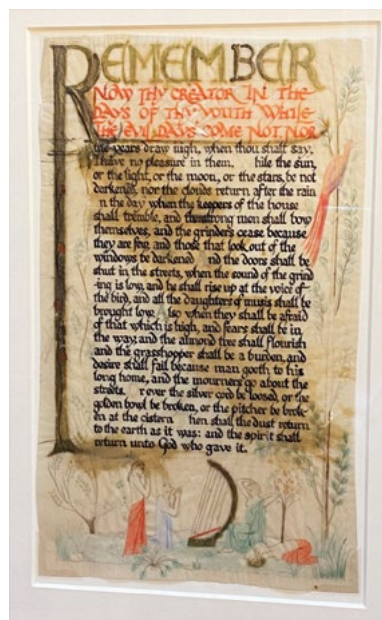 REMEMBER
NOW THY CREATOR IN THE
DAYS OF THY YOUTH WHILE
THE EVIL DAYS COME NOT, NOR
the years draw nigh, when thou shalt say,
I have no pleasure in them. hile the sun,
or the light, or the moon, or the stars, be not
darkened, nor the clouds return after the rain
n the day when the keepers of the house
shall tremble, and the strong men shall bow
themselves, and the grinders cease because
they are few, and those that look out of the
windows be darkened nd the doors shall be
shut in the streets, when the sound of the grind
-ing is low, and he shall rise up at the voice of
the bird, and all the daughters of music shall be
brought low. lso when they shall be afraid
of that which is high, and fears shall be in
the way, and the almond tree shall flourish
and the grasshopper shall be a burden, and
desire shall fail because man goeth to his
long home, and the mourners go about the
streets. r ever the silver cord be loosed, or the
golden bowl be broken, or the pitcher be brok-
en at the cistern hen shall the dust return
to the earth as it was: and the spirit shall
return unto God who gave it.